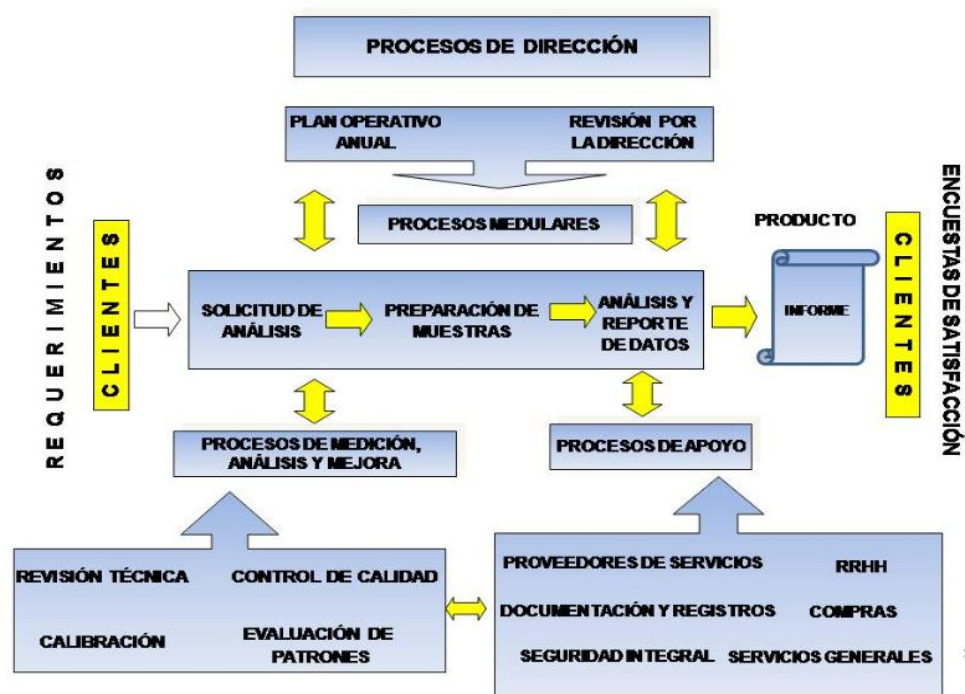 PROCESOS DE DIRECCIÓN
PLAN OPERATIVO
ANUAL
REVISIÓN POR
LA DIRECCIÓN
PROCESOS MEDULARES
REQUERIMIENTOS
CLIENTES
SOLICITUD DE
ANÁLISIS
PREPARACIÓN DE
MUESTRAS
ANÁLISIS Y
REPORTE
DE DATOS
PRODUCTO
INFORME
CLIENTES
ENCUESTAS DE SATISFACCIÓN
PROCESOS DE MEDICIÓN,
ANÁLISIS Y MEJORA
PROCESOS DE APOYO
REVISIÓN TÉCNICA
CONTROL DE CALIDAD
CALIBRACIÓN
EVALUACIÓN DE
PATRONES
PROVEEDORES DE SERVICIOS
RRHH
DOCUMENTACIÓN Y REGISTROS
COMPRAS
SEGURIDAD INTEGRAL
SERVICIOS GENERALES